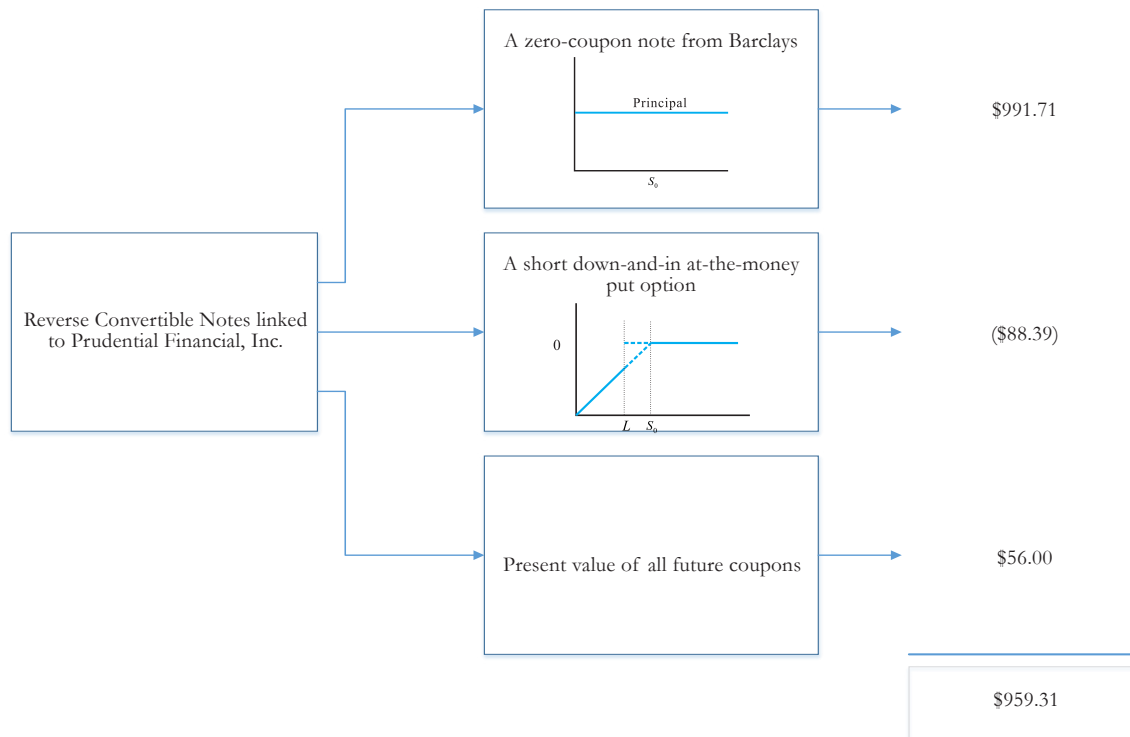 A zero-coupon note from Barclays
Principal
S₀
$991.71
Reverse Convertible Notes linked
to Prudential Financial, Inc.
A short down-and-in at-the-money
put option
0
L S₀
($88.39)
Present value of all future coupons
$56.00
$959.31